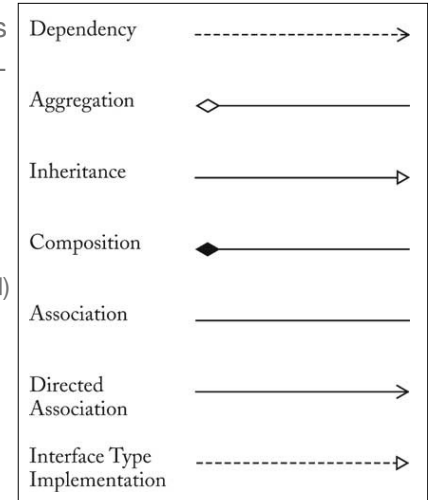 s
Dependency
Aggregation
Inheritance
Composition
l)
Association
Directed
Association
Interface Type
Implementation